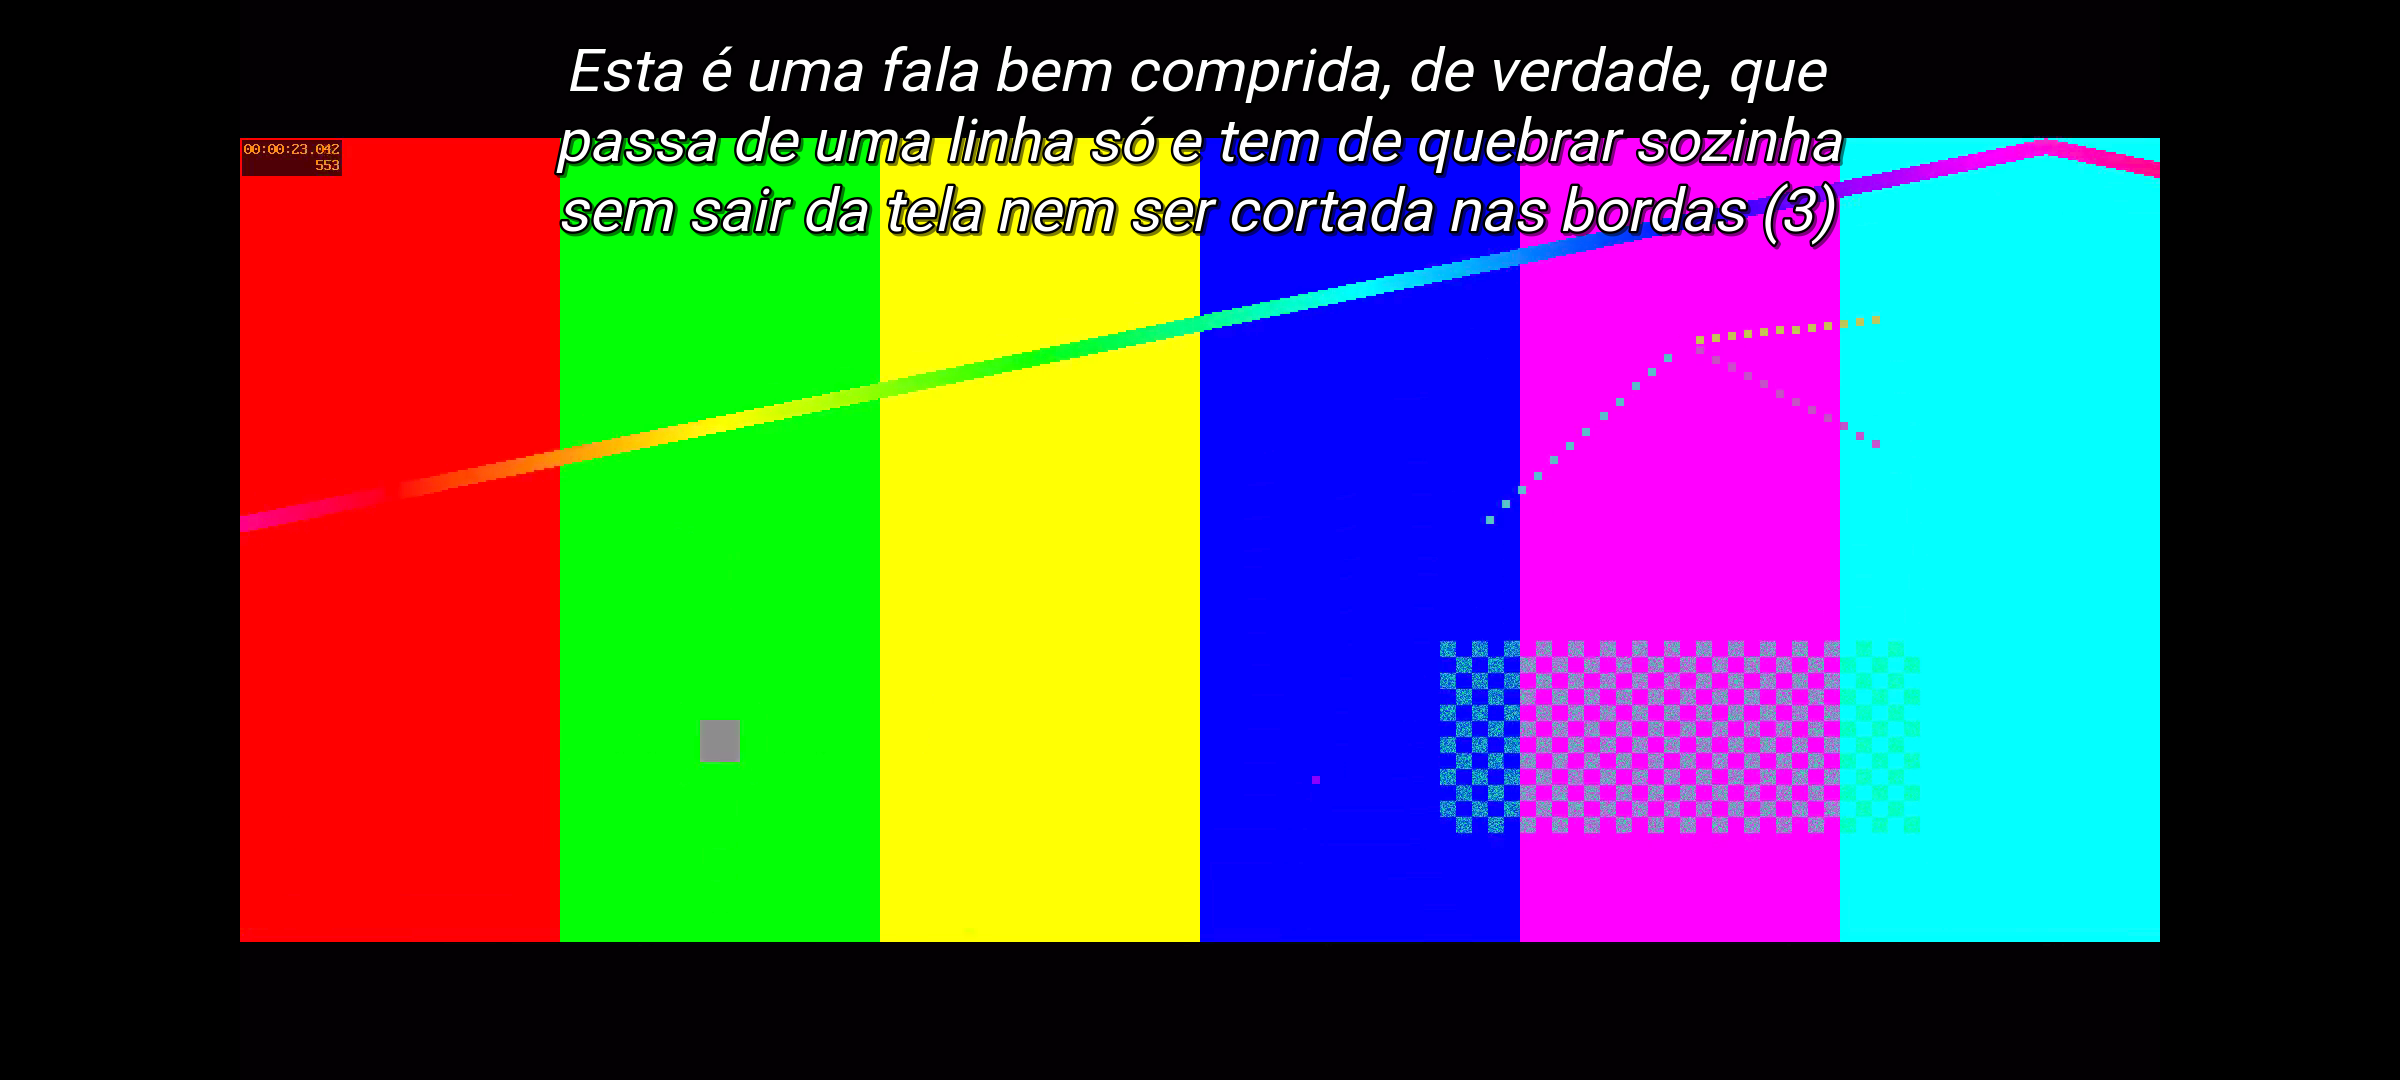 Esta é uma fala bem comprida, de verdade, que
passa de uma linha só e tem de quebrar sozinha
sem sair da tela nem ser cortada nas bordas (3)
00:00:23.042
553